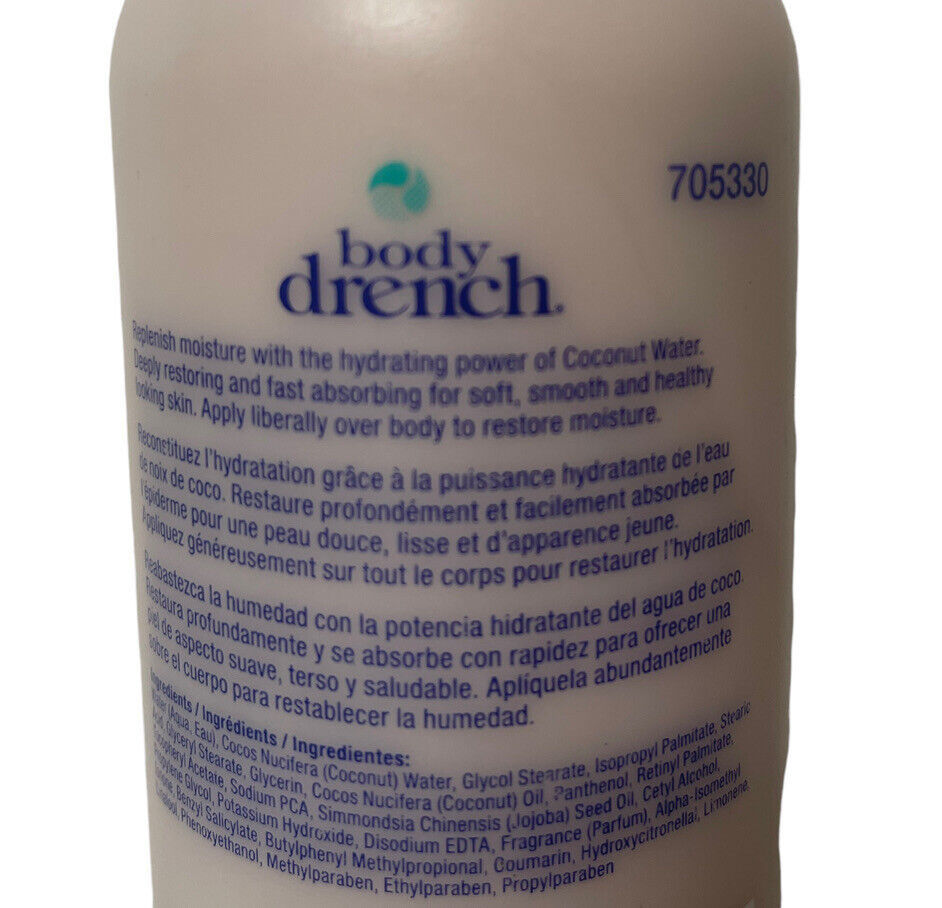 705330
body
drench.
Replenish moisture with the hydrating power of Coconut Water.
Deeply restoring and fast absorbing for soft, smooth and healthy
looking skin. Apply liberally over body to restore moisture.
Reconstituez l'hydratation grâce à la puissance hydratante de l'eau
de noix de coco. Restaure profondément et facilement absorbée par
l'épiderme pour une peau douce, lisse et d'apparence jeune.
Appliquez généreusement sur tout le corps pour restaurer l'hydratation.
Reabastezca la humedad con la potencia hidratante del agua de coco.
Restaura profundamente y se absorbe con rapidez para ofrecer una
piel de aspecto suave, terso y saludable. Aplíquela abundantemente
sobre el cuerpo para restablecer la humedad.
Ingredients / Ingrédients / Ingredientes:
Water (Aqua, Eau), Cocos Nucifera (Coconut) Water, Glycol Stearate, Isopropyl Palmitate, Stearic
Acid, Glyceryl Stearate, Glycerin, Cocos Nucifera (Coconut) Oil, Panthenol, Retinyl Palmitate,
Tocopheryl Acetate, Sodium PCA, Simmondsia Chinensis (Jojoba) Seed Oil, Cetyl Alcohol,
Propylene Glycol, Potassium Hydroxide, Disodium EDTA, Fragrance (Parfum), Alpha-Isomethyl
Ionone, Benzyl Salicylate, Butylphenyl Methylpropional, Coumarin, Hydroxycitronellal, Limonene,
Linalool, Phenoxyethanol, Methylparaben, Ethylparaben, Propylparaben